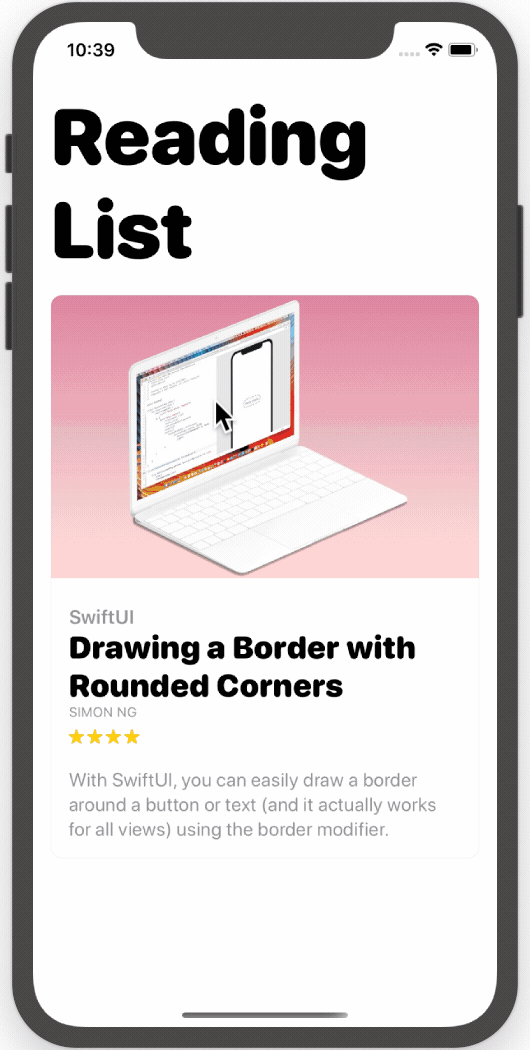 10:39
Reading
List
SwiftUI
Drawing a Border with
Rounded Corners
SIMON NG
With SwiftUI, you can easily draw a border
around a button or text (and it actually works
for all views) using the border modifier.